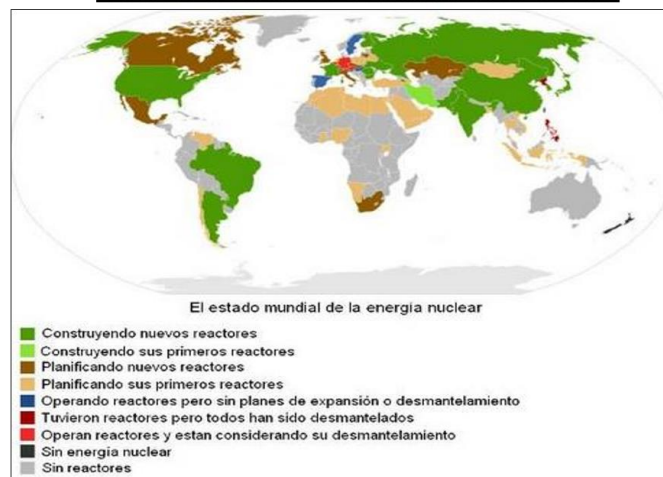 El estado mundial de la energía nuclear
Construyendo nuevos reactores
Construyendo sus primeros reactores
Planificando nuevos reactores
Planificando sus primeros reactores
Operando reactores pero sin planes de expansión o desmantelamiento
Tuvieron reactores pero todos han sido desmantelados
Operan reactores y estan considerando su desmantelamiento
Sin energía nuclear
Sin reactores